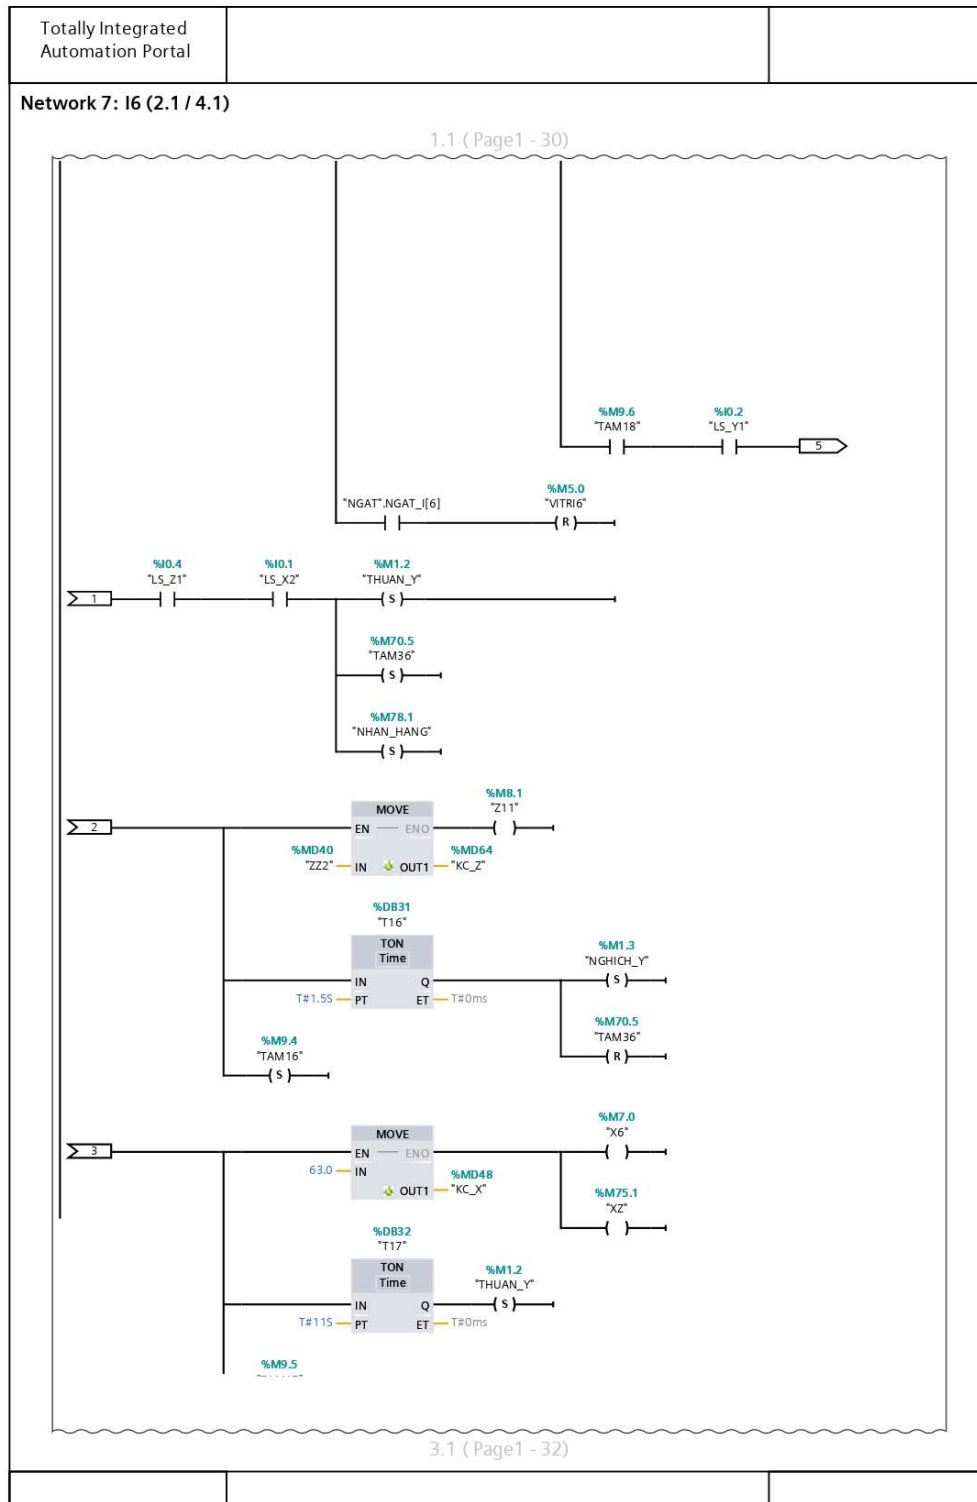 Totally Integrated
Automation Portal
Network 7: I6 (2.1 / 4.1)
1.1 ( Page1 - 30)
%M9.6 %I0.2
"TAM18" "LS_Y1"
5
%M5.0
"NGAT".NGAT_I[6] "VITRI6"
R
%I0.4 %I0.1 %M1.2
"LS_Z1" "LS_X2" "THUAN_Y"
1 S
%M70.5
"TAM36"
S
%M78.1
"NHAN_HANG"
S
%M8.1
MOVE "Z11"
2 EN ENO
%MD40 %MD64
"ZZ2" IN OUT1 "KC_Z"
%DB31
"T16"
TON %M1.3
Time "NGHICH_Y"
IN Q S
T#1.5S PT ET T#0ms
%M70.5
"TAM36"
%M9.4 R
"TAM16"
S
%M7.0
MOVE "X6"
3 EN ENO
63.0 IN
%MD48 %M75.1
OUT1 "KC_X" "XZ"
%DB32
"T17"
TON %M1.2
Time "THUAN_Y"
IN Q S
T#11S PT ET T#0ms
%M9.5
3.1 ( Page1 - 32)